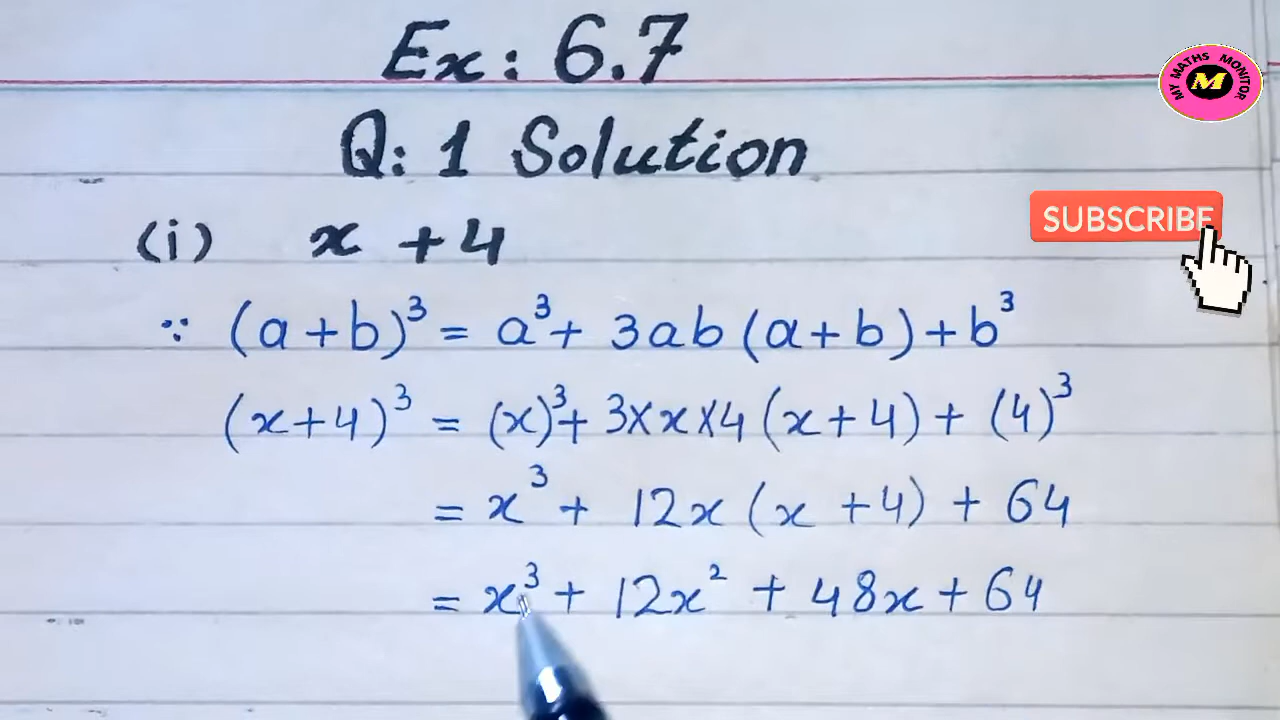 Ex: 6.7
MY MATHS MONITOR
M
Q: 1 Solution
SUBSCRIBE
(i) x + 4
∵ (a+b)³ = a³ + 3ab(a+b) + b³
(x+4)³ = (x)³ + 3×x×4(x+4) + (4)³
= x³ + 12x(x+4) + 64
= x³ + 12x² + 48x + 64